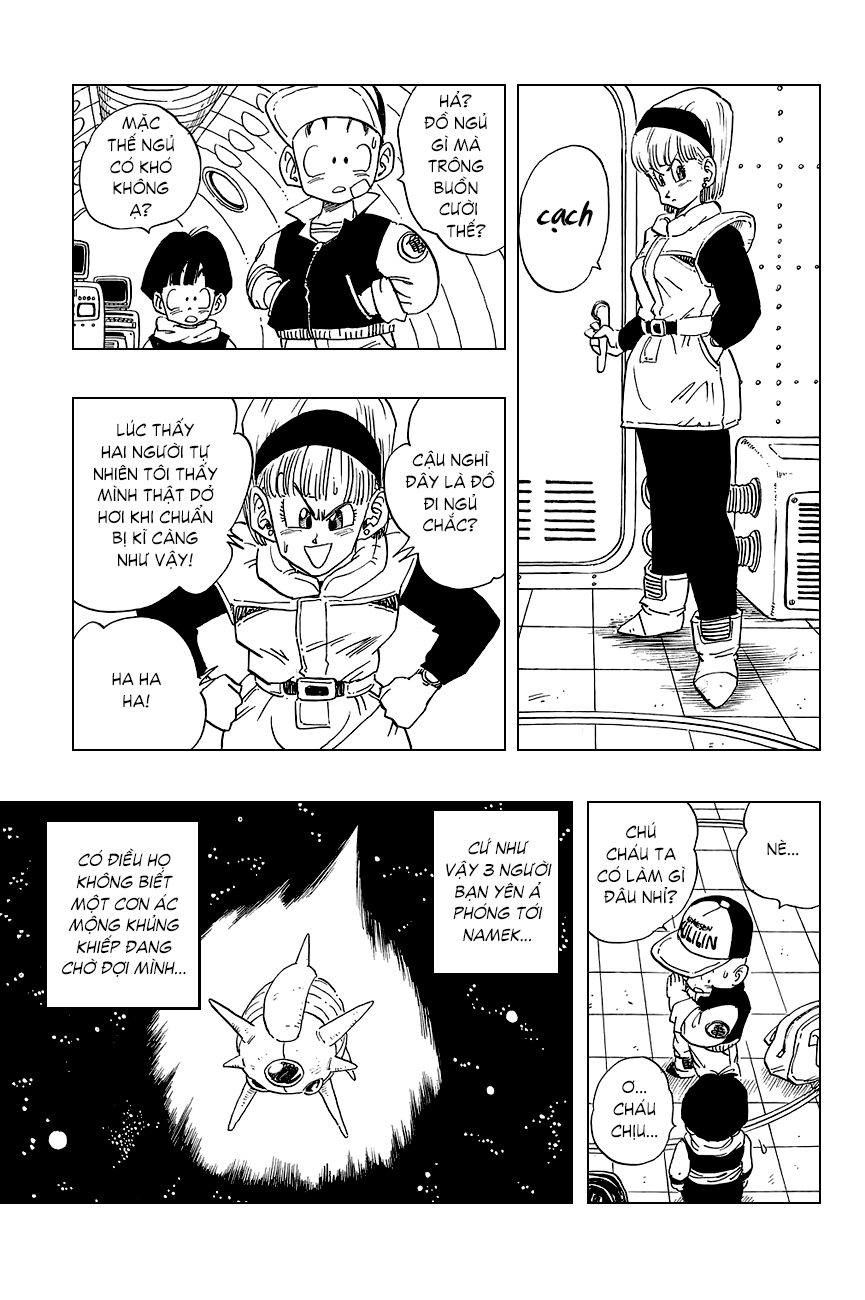 cạch
HẢ?
ĐỒ NGỦ
GÌ MÀ
TRÔNG
BUỒN
CƯỜI
THẾ?
MẶC
THẾ NGỦ
CÓ KHÓ
KHÔNG
Ạ?
CẬU NGHĨ
ĐÂY LÀ ĐỒ
ĐI NGỦ
CHẮC?
LÚC THẤY
HAI NGƯỜI TỰ
NHIÊN TÔI THẤY
MÌNH THẬT DỞ
HƠI KHI CHUẨN
BỊ KĨ CÀNG
NHƯ VẬY!
HA HA
HA!
NÈ...
CHÚ
CHÁU TA
CÓ LÀM GÌ
ĐÂU NHỈ?
KULILIN
Ơ...
CHÁU
CHỊU...
CỨ NHƯ
VẬY 3 NGƯỜI
BẠN YÊN Ả
PHÓNG TỚI
NAMEK...
CÓ ĐIỀU HỌ
KHÔNG BIẾT
MỘT CƠN ÁC
MỘNG KHỦNG
KHIẾP ĐANG
CHỜ ĐỢI MÌNH...